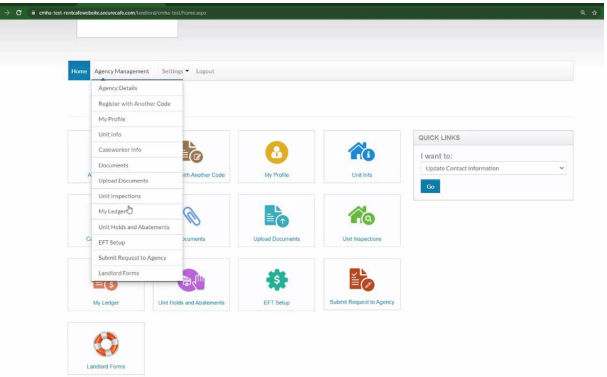 cmha-test-rentcafewebsite.securecafe.com/landlord/cmha-test/home.aspx
Home Agency Management Settings Logout
Agency Details
Register with Another Code
My Profile
Unit Info
Caseworker Info
Documents
Upload Documents
Unit Inspections
My Ledger
Unit Holds and Abatements
EFT Setup
Submit Request to Agency
Landlord Forms
QUICK LINKS
I want to:
Update Contact Information
Go
A
with Another Code
My Profile
Unit Info
Ca
ocuments
Upload Documents
Unit Inspections
My Ledger
Unit Holds and Abatements
EFT Setup
Submit Request to Agency
Landlord Forms